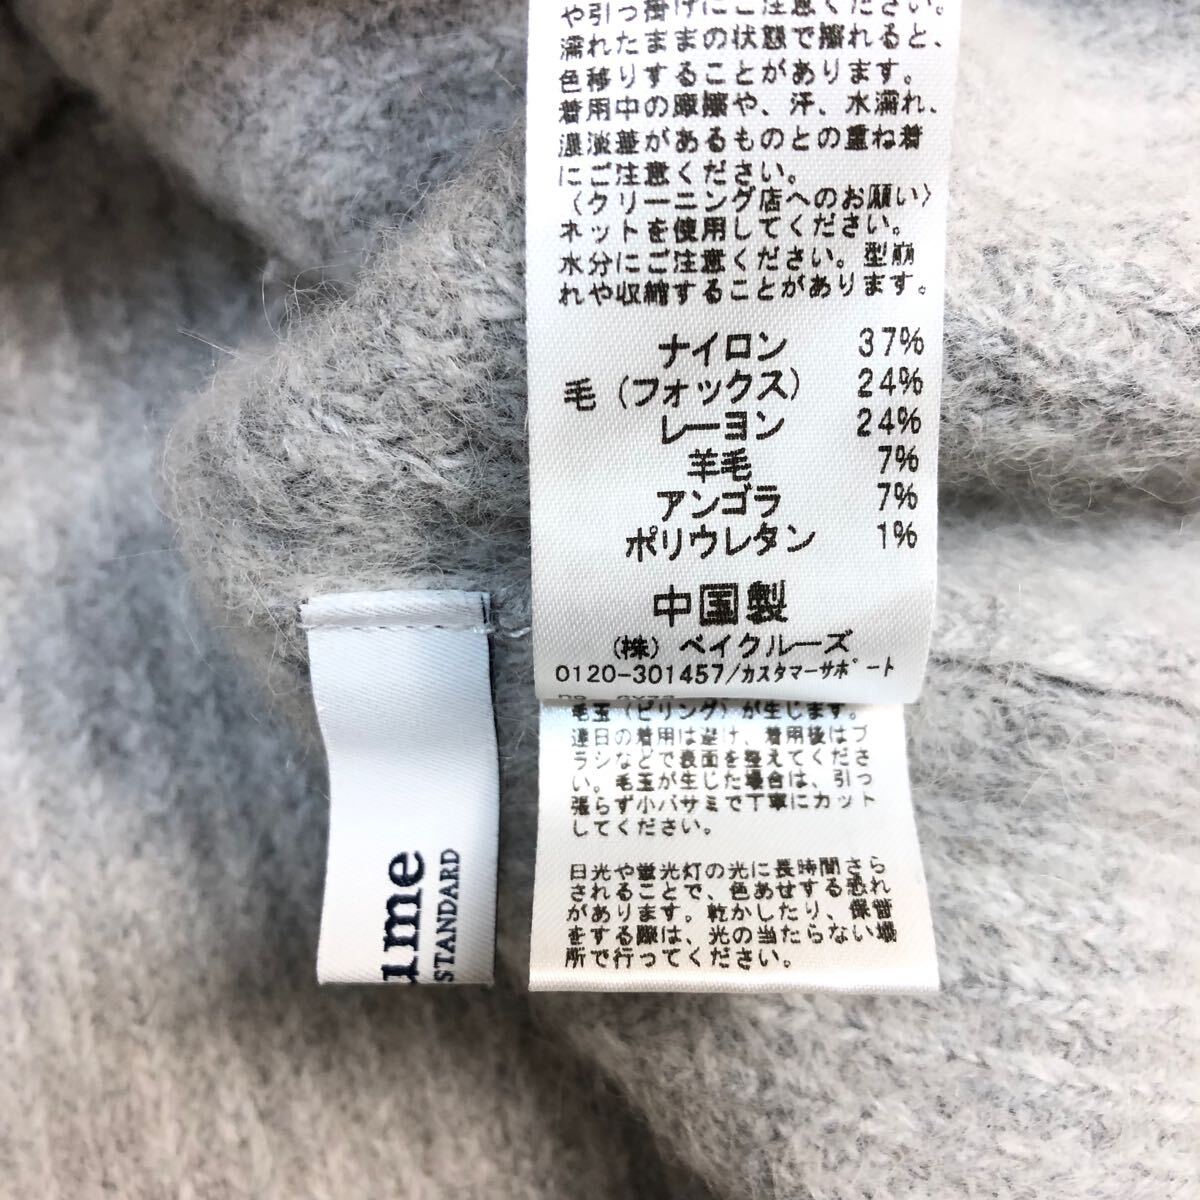 や引っ掛けにご注意ください。
濡れたままの状態で擦れると、
色移りすることがあります。
着用中の摩擦や、汗、水濡れ、
濃淡差があるものとの重ね着
にご注意ください。
〈クリーニング店へのお願い〉
ネットを使用してください。
水分にご注意ください。型崩
れや収縮することがあります。
ナイロン 37%
毛（フォックス） 24%
レーヨン 24%
羊毛 7%
アンゴラ 7%
ポリウレタン 1%
中国製
(株) ベイクルーズ
0120-301457/カスタマーサポート
毛玉（ピリング）が生じます。
連日の着用は避け、着用後はブ
ラシなどで表面を整えてくださ
い。毛玉が生じた場合は、引っ
張らず小バサミで丁寧にカット
してください。
日光や蛍光灯の光に長時間さら
されることで、色あせする恐れ
があります。乾かしたり、保管
をする際は、光の当たらない場
所で行ってください。
ume
STANDARD